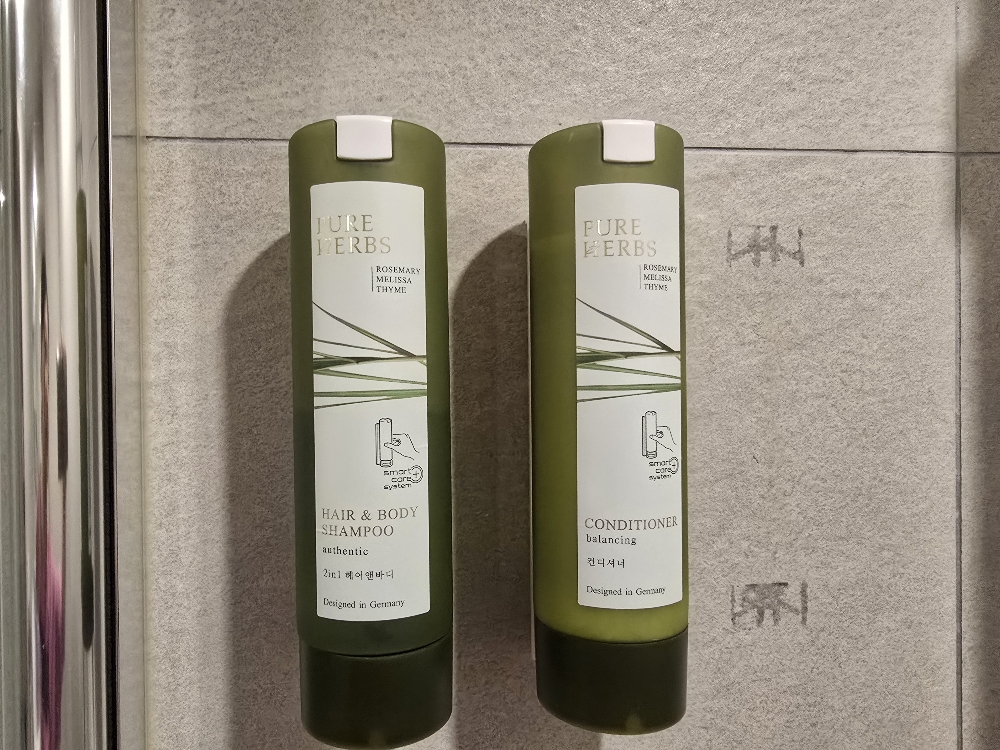 PURE
HERBS
ROSEMARY
MELISSA
THYME
smart
care
system
HAIR & BODY
SHAMPOO
authentic
2in1 헤어앤바디
Designed in Germany
PURE
HERBS
ROSEMARY
MELISSA
THYME
smart
care
system
CONDITIONER
balancing
컨디셔너
Designed in Germany